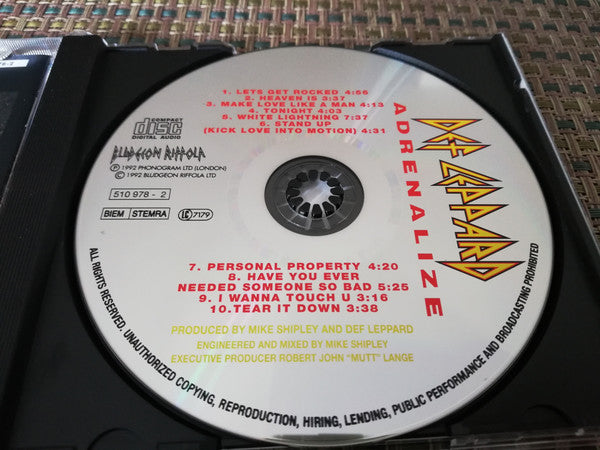 1. LETS GET ROCKED 4:56
2. HEAVEN IS 3:37
3. MAKE LOVE LIKE A MAN 4:13
4. TONIGHT 4:03
5. WHITE LIGHTNING 7:37
6. STAND UP
(KICK LOVE INTO MOTION) 4:31
COMPACT
disc
DIGITAL AUDIO
BLUDGEON RIFFOLA
℗ 1992 PHONOGRAM LTD (LONDON)
© 1992 BLUDGEON RIFFOLA LTD
510 978 - 2
BIEM STEMRA LC 7179
DEF LEPPARD
ADRENALIZE
7. PERSONAL PROPERTY 4:20
8. HAVE YOU EVER
NEEDED SOMEONE SO BAD 5:25
9. I WANNA TOUCH U 3:16
10.TEAR IT DOWN 3:38
PRODUCED BY MIKE SHIPLEY AND DEF LEPPARD
ENGINEERED AND MIXED BY MIKE SHIPLEY
EXECUTIVE PRODUCER ROBERT JOHN "MUTT" LANGE
ALL RIGHTS RESERVED. UNAUTHORIZED COPYING, REPRODUCTION, HIRING, LENDING, PUBLIC PERFORMANCE AND BROADCASTING PROHIBITED